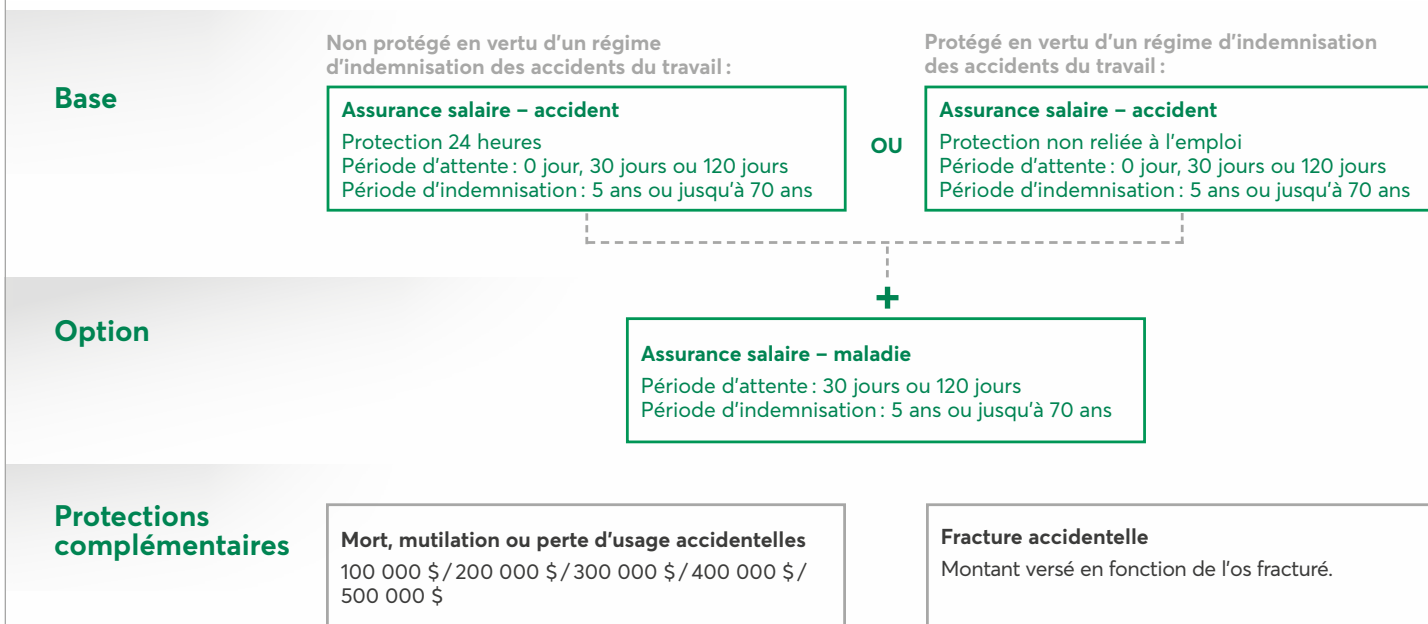 Base
Non protégé en vertu d'un régime
d'indemnisation des accidents du travail :
Assurance salaire – accident
Protection 24 heures
Période d'attente : 0 jour, 30 jours ou 120 jours
Période d'indemnisation : 5 ans ou jusqu'à 70 ans
OU
Protégé en vertu d'un régime d'indemnisation
des accidents du travail :
Assurance salaire – accident
Protection non reliée à l'emploi
Période d'attente : 0 jour, 30 jours ou 120 jours
Période d'indemnisation : 5 ans ou jusqu'à 70 ans
+
Option
Assurance salaire – maladie
Période d'attente : 30 jours ou 120 jours
Période d'indemnisation : 5 ans ou jusqu'à 70 ans
Protections
complémentaires
Mort, mutilation ou perte d'usage accidentelles
100 000 $ / 200 000 $ / 300 000 $ / 400 000 $ /
500 000 $
Fracture accidentelle
Montant versé en fonction de l'os fracturé.